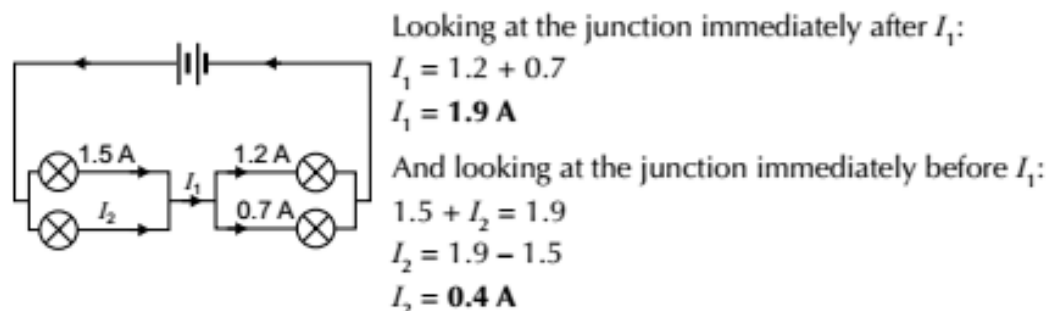 Looking at the junction immediately after I₁:
I₁ = 1.2 + 0.7
I₁ = 1.9 A
And looking at the junction immediately before I₁:
1.5 + I₂ = 1.9
I₂ = 1.9 – 1.5
I₂ = 0.4 A
1.5 A
1.2 A
I₁
I₂
0.7 A